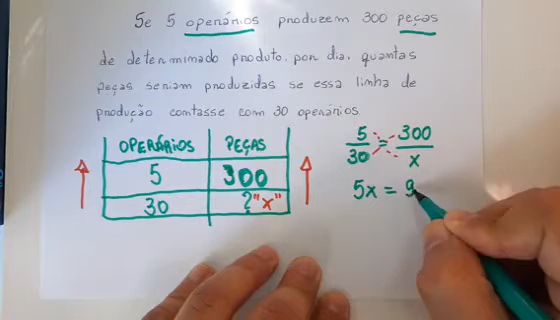 Se 5 operários produzem 300 peças
de determinado produto, por dia, quantas
peças seriam produzidas se essa linha de
produção contasse com 30 operários
OPERÁRIOS PEÇAS
5 300
30 ? "x"
5/30 = 300/x
5x = 9